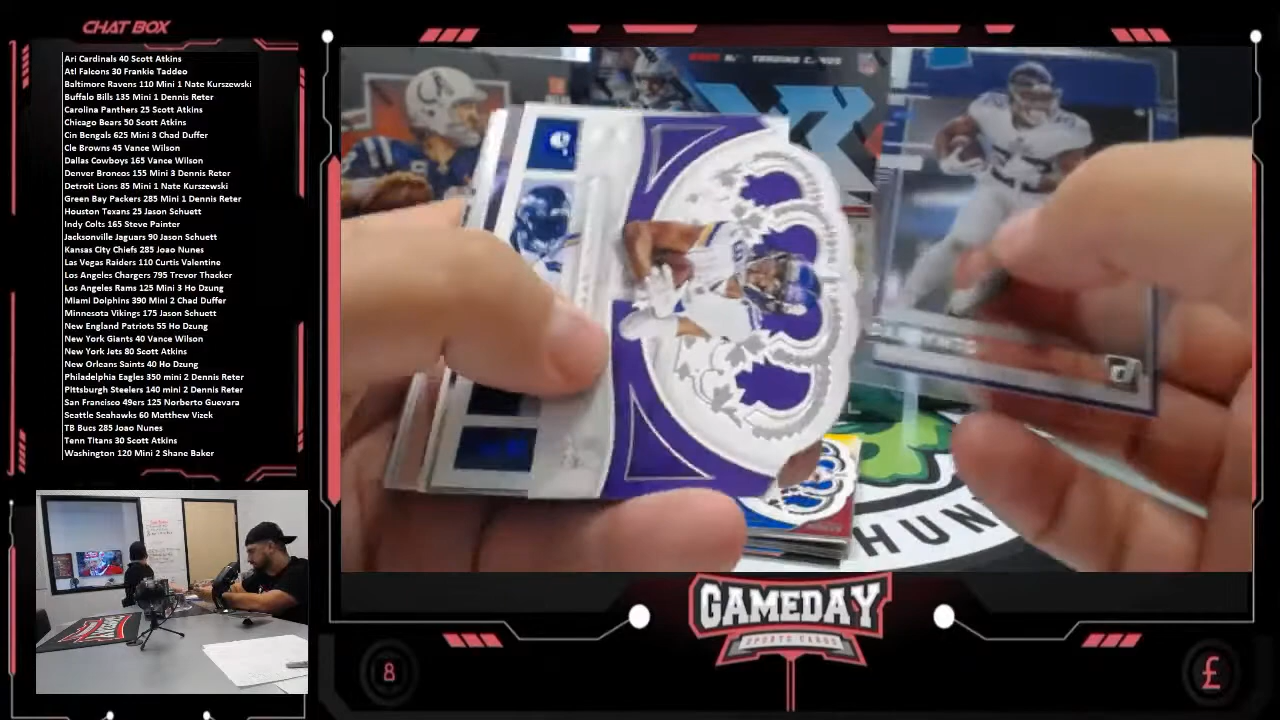 CHAT BOX
Ari Cardinals 40 Scott Atkins
Atl Falcons 30 Frankie Taddeo
Baltimore Ravens 110 Mini 1 Nate Kurszewski
Buffalo Bills 135 Mini 1 Dennis Reter
Carolina Panthers 25 Scott Atkins
Chicago Bears 50 Scott Atkins
Cin Bengals 625 Mini 3 Chad Duffer
Cle Browns 45 Vance Wilson
Dallas Cowboys 165 Vance Wilson
Denver Broncos 155 Mini 3 Dennis Reter
Detroit Lions 85 Mini 1 Nate Kurszewski
Green Bay Packers 285 Mini 1 Dennis Reter
Houston Texans 25 Jason Schuett
Indy Colts 165 Steve Painter
Jacksonville Jaguars 90 Jason Schuett
Kansas City Chiefs 285 Joao Nunes
Las Vegas Raiders 110 Curtis Valentine
Los Angeles Chargers 795 Trevor Thacker
Los Angeles Rams 125 Mini 3 Ho Dzung
Miami Dolphins 390 Mini 2 Chad Duffer
Minnesota Vikings 175 Jason Schuett
New England Patriots 55 Ho Dzung
New York Giants 40 Vance Wilson
New York Jets 80 Scott Atkins
New Orleans Saints 40 Ho Dzung
Philadelphia Eagles 350 mini 2 Dennis Reter
Pittsburgh Steelers 140 mini 2 Dennis Reter
San Francisco 49ers 125 Norberto Guevara
Seattle Seahawks 60 Matthew Vizek
TB Bucs 285 Joao Nunes
Tenn Titans 30 Scott Atkins
Washington 120 Mini 2 Shane Baker
HUN
GAMEDAY
SPORTS CARDS
8
£